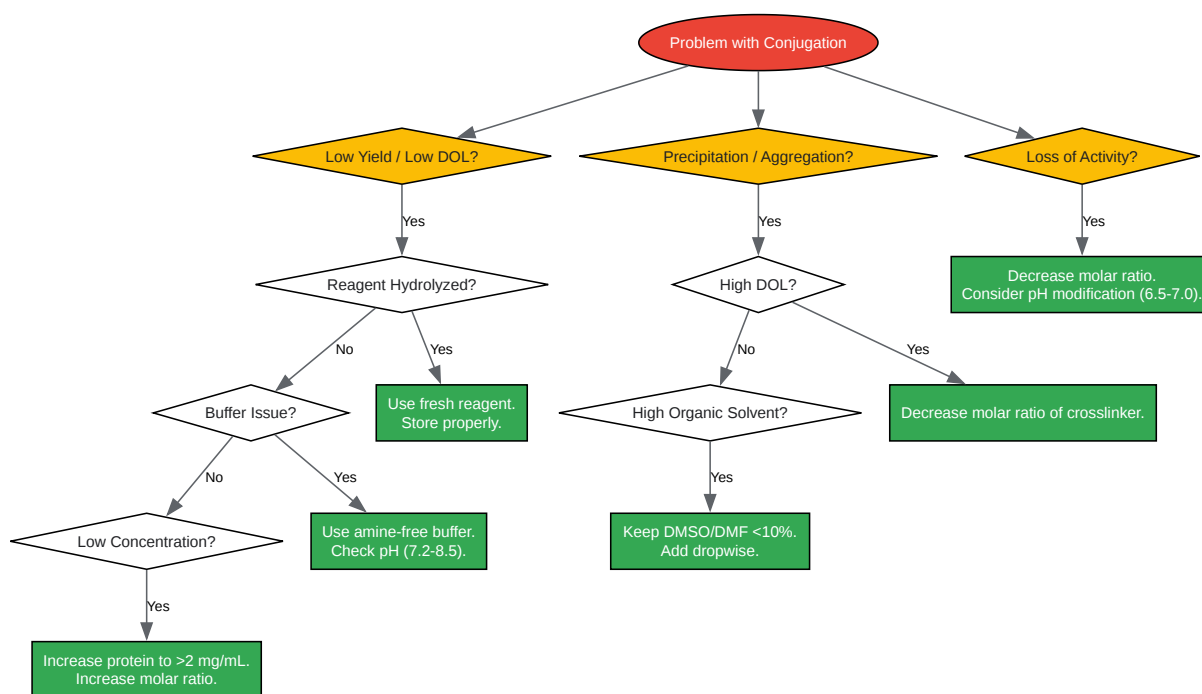 Problem with Conjugation
Low Yield / Low DOL?
Precipitation / Aggregation?
Loss of Activity?
Yes
Yes
Yes
Reagent Hydrolyzed?
High DOL?
Decrease molar ratio.
Consider pH modification (6.5-7.0).
No
Yes
No
Yes
Buffer Issue?
Use fresh reagent.
Store properly.
High Organic Solvent?
Decrease molar ratio of crosslinker.
No
Yes
Yes
Low Concentration?
Use amine-free buffer.
Check pH (7.2-8.5).
Keep DMSO/DMF <10%.
Add dropwise.
Yes
Increase protein to >2 mg/mL.
Increase molar ratio.